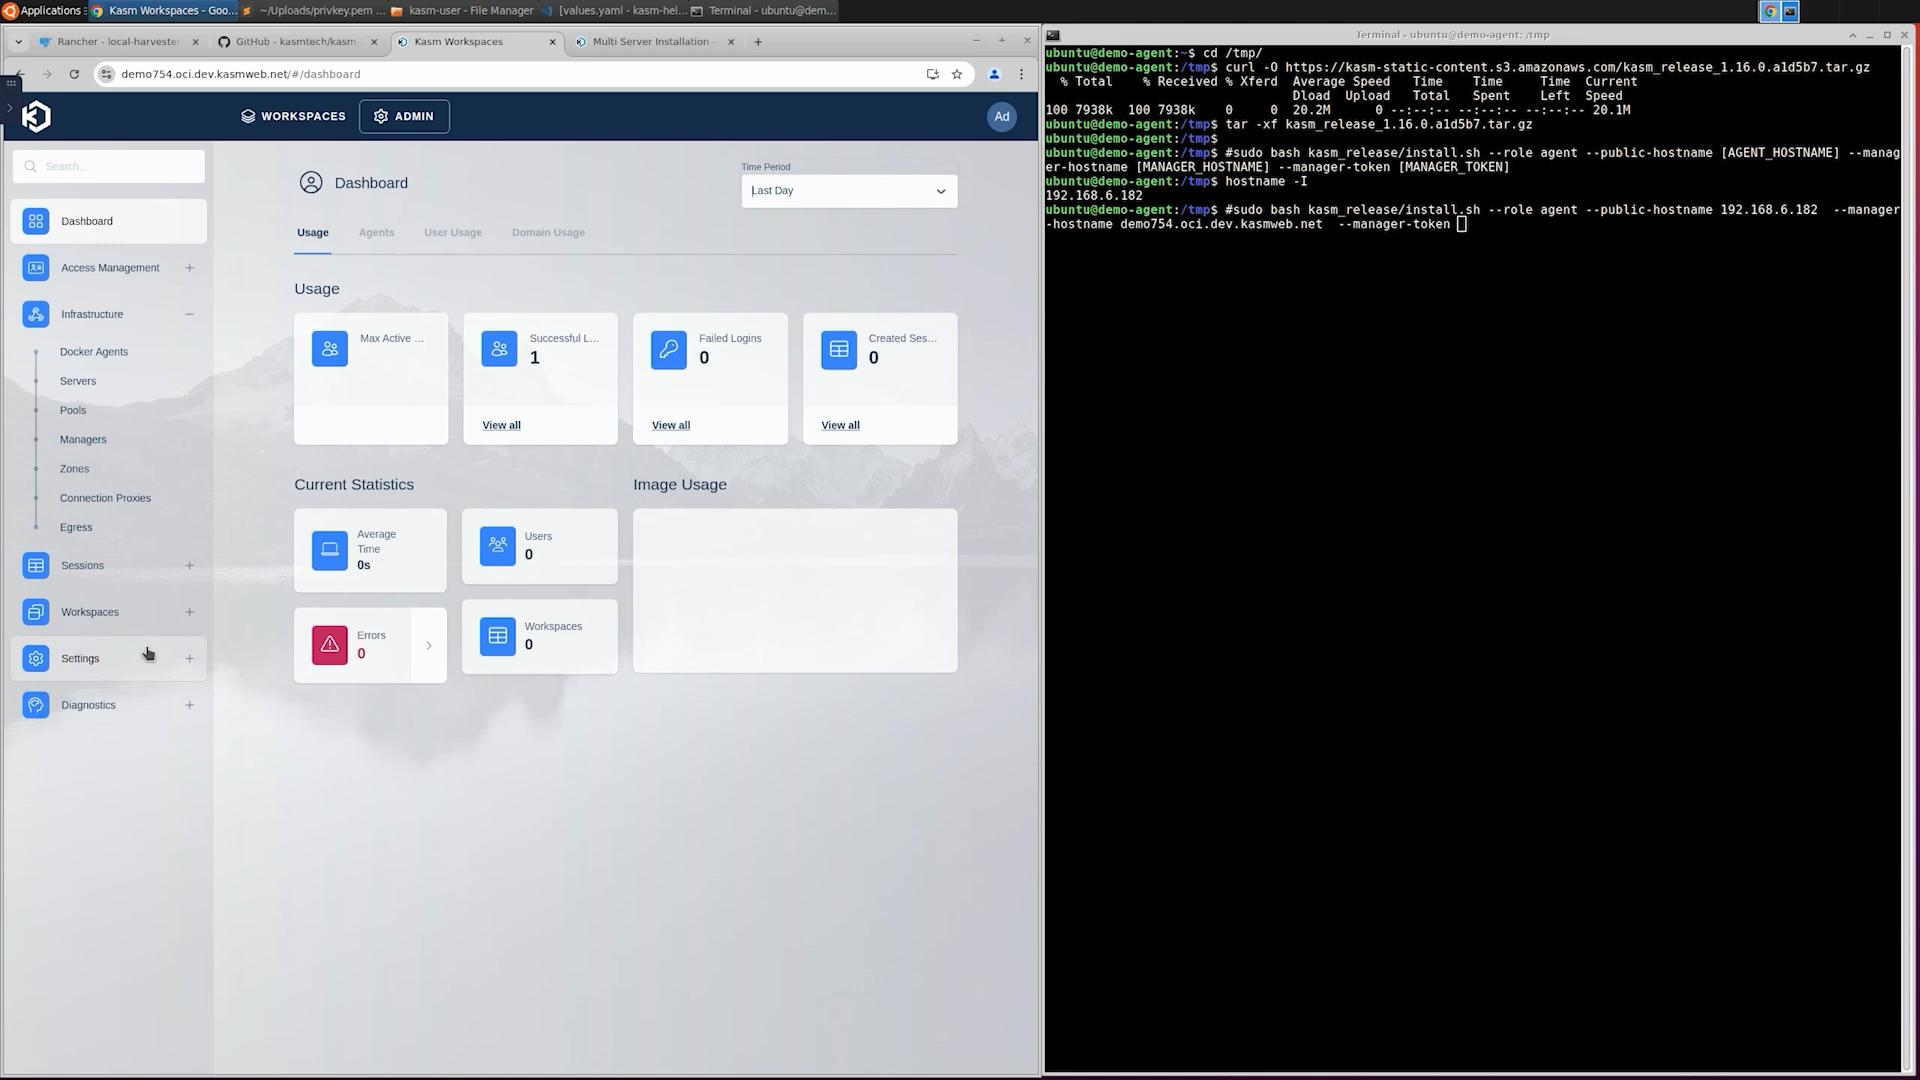 Applications
Kasm Workspaces - Goo...
~/Uploads/privkey.pem ...
kasm-user - File Manager
[values.yaml - kasm-hel...
Terminal - ubuntu@dem...
Rancher - local-harvester
GitHub - kasmtech/kasm-
Kasm Workspaces
Multi Server Installation —
demo754.oci.dev.kasmweb.net/#/dashboard
WORKSPACES
ADMIN
Ad
Search...
Dashboard
Access Management
Infrastructure
Docker Agents
Servers
Pools
Managers
Zones
Connection Proxies
Egress
Sessions
Workspaces
Settings
Diagnostics
Dashboard
Time Period
Last Day
Usage
Agents
User Usage
Domain Usage
Usage
Max Active ...
Successful L...
1
View all
Failed Logins
0
View all
Created Ses...
0
View all
Current Statistics
Image Usage
Average
Time
0s
Users
0
Errors
0
Workspaces
0
Terminal - ubuntu@demo-agent: /tmp
ubuntu@demo-agent:~$ cd /tmp/
ubuntu@demo-agent:/tmp$ curl -O https://kasm-static-content.s3.amazonaws.com/kasm_release_1.16.0.a1d5b7.tar.gz
% Total    % Received % Xferd  Average Speed   Time    Time     Time  Current
Dload  Upload   Total   Spent    Left  Speed
100 7938k  100 7938k    0     0  20.2M      0 --:--:-- --:--:-- --:--:-- 20.1M
ubuntu@demo-agent:/tmp$ tar -xf kasm_release_1.16.0.a1d5b7.tar.gz
ubuntu@demo-agent:/tmp$
ubuntu@demo-agent:/tmp$ #sudo bash kasm_release/install.sh --role agent --public-hostname [AGENT_HOSTNAME] --manag
er-hostname [MANAGER_HOSTNAME] --manager-token [MANAGER_TOKEN]
ubuntu@demo-agent:/tmp$ hostname -I
192.168.6.182
ubuntu@demo-agent:/tmp$ #sudo bash kasm_release/install.sh --role agent --public-hostname 192.168.6.182  --manager
-hostname demo754.oci.dev.kasmweb.net  --manager-token